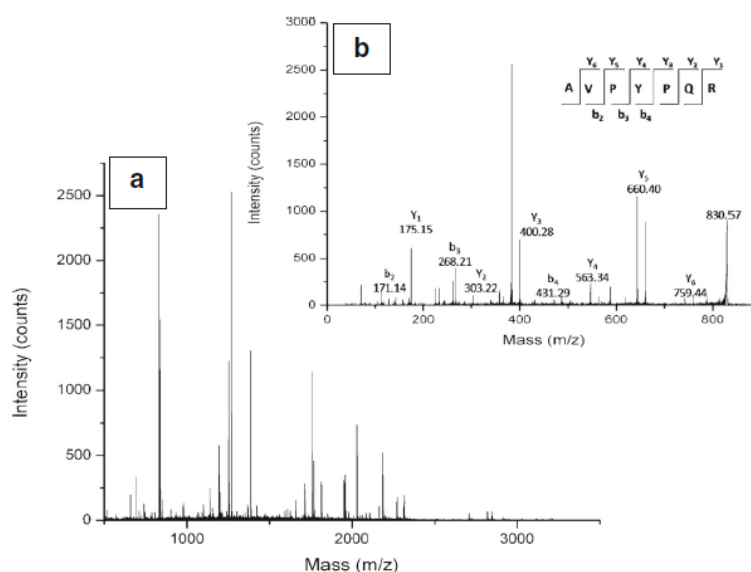 b
Y₆ Y₅ Y₄ Y₃ Y₂ Y₁
A V P Y P Q R
b₂ b₃ b₄
3000
2500
2000
1500
1000
500
0
Intensity (counts)
Y₁
175.15
b₂
171.14
b₃
268.21
Y₂
303.22
Y₃
400.28
b₄
431.29
Y₄
563.34
Y₅
660.40
Y₆
759.44
830.57
0 200 400 600 800
Mass (m/z)
a
2500
2000
1500
1000
500
0
Intensity (counts)
1000 2000 3000
Mass (m/z)